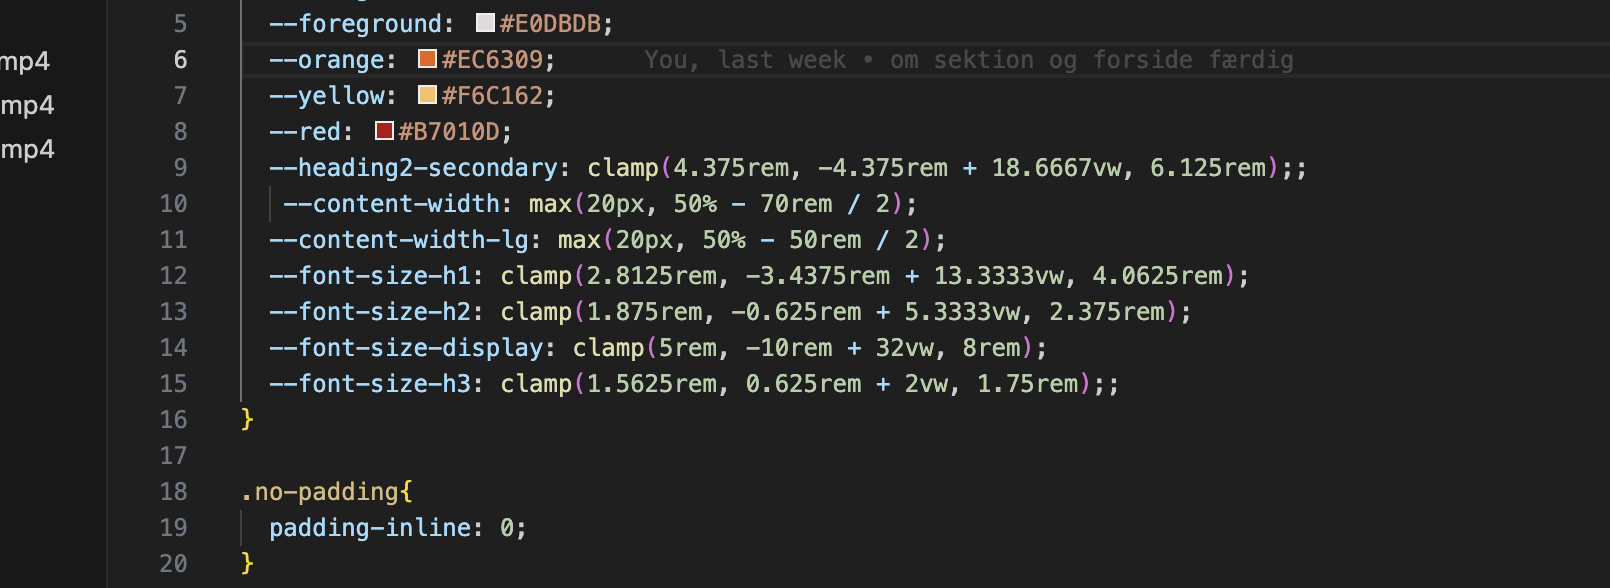 mp4
mp4
mp4
5 --foreground: #E0DBDB;
6 --orange: #EC6309; You, last week • om sektion og forside færdig
7 --yellow: #F6C162;
8 --red: #B7010D;
9 --heading2-secondary: clamp(4.375rem, -4.375rem + 18.6667vw, 6.125rem);;
10 --content-width: max(20px, 50% - 70rem / 2);
11 --content-width-lg: max(20px, 50% - 50rem / 2);
12 --font-size-h1: clamp(2.8125rem, -3.4375rem + 13.3333vw, 4.0625rem);
13 --font-size-h2: clamp(1.875rem, -0.625rem + 5.3333vw, 2.375rem);
14 --font-size-display: clamp(5rem, -10rem + 32vw, 8rem);
15 --font-size-h3: clamp(1.5625rem, 0.625rem + 2vw, 1.75rem);;
16 }
17
18 .no-padding{
19 padding-inline: 0;
20 }